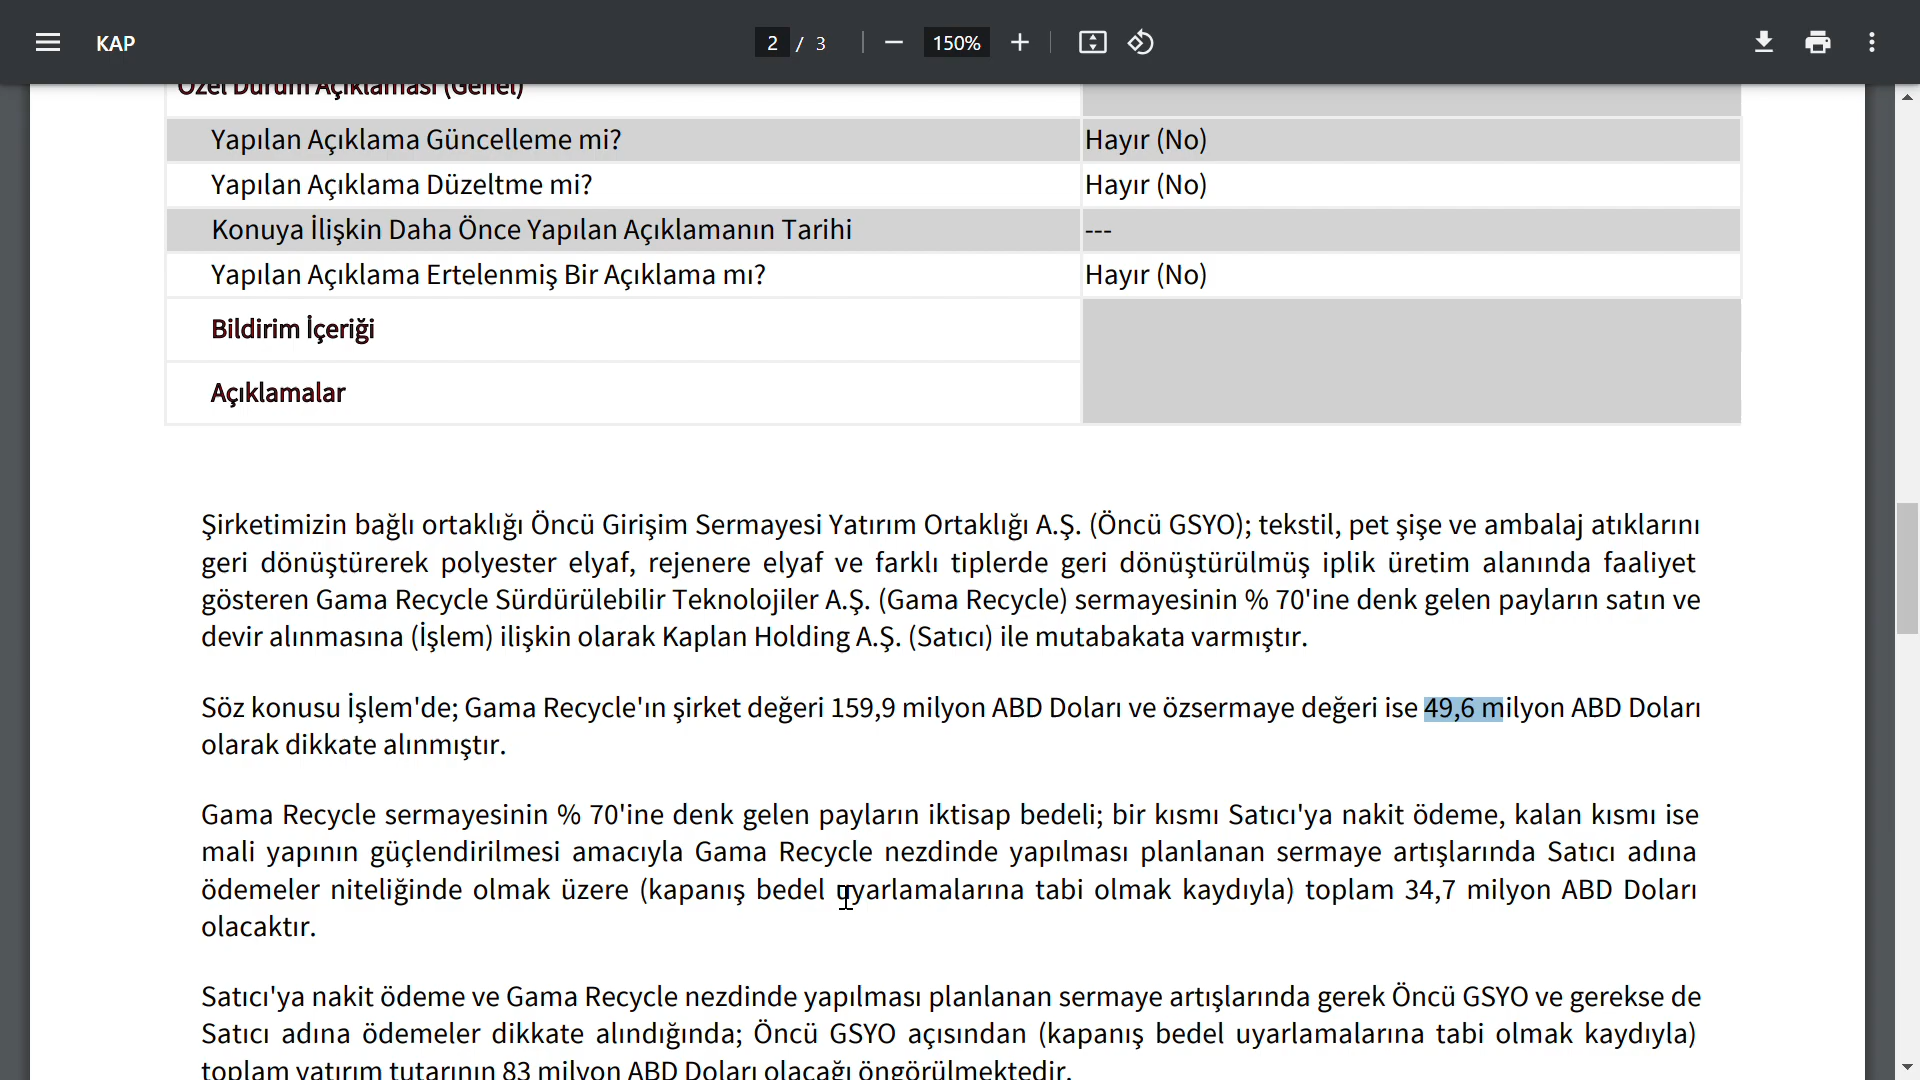 KAP
2 / 3
150%
Özel Durum Açıklaması (Genel)
Yapılan Açıklama Güncelleme mi?
Hayır (No)
Yapılan Açıklama Düzeltme mi?
Hayır (No)
Konuya İlişkin Daha Önce Yapılan Açıklamanın Tarihi
---
Yapılan Açıklama Ertelenmiş Bir Açıklama mı?
Hayır (No)
Bildirim İçeriği
Açıklamalar
Şirketimizin bağlı ortaklığı Öncü Girişim Sermayesi Yatırım Ortaklığı A.Ş. (Öncü GSYO); tekstil, pet şişe ve ambalaj atıklarını
geri dönüştürerek polyester elyaf, rejenere elyaf ve farklı tiplerde geri dönüştürülmüş iplik üretim alanında faaliyet
gösteren Gama Recycle Sürdürülebilir Teknolojiler A.Ş. (Gama Recycle) sermayesinin % 70'ine denk gelen payların satın ve
devir alınmasına (İşlem) ilişkin olarak Kaplan Holding A.Ş. (Satıcı) ile mutabakata varmıştır.
Söz konusu İşlem'de; Gama Recycle'ın şirket değeri 159,9 milyon ABD Doları ve özsermaye değeri ise 49,6 milyon ABD Doları
olarak dikkate alınmıştır.
Gama Recycle sermayesinin % 70'ine denk gelen payların iktisap bedeli; bir kısmı Satıcı'ya nakit ödeme, kalan kısmı ise
mali yapının güçlendirilmesi amacıyla Gama Recycle nezdinde yapılması planlanan sermaye artışlarında Satıcı adına
ödemeler niteliğinde olmak üzere (kapanış bedel uyarlamalarına tabi olmak kaydıyla) toplam 34,7 milyon ABD Doları
olacaktır.
Satıcı'ya nakit ödeme ve Gama Recycle nezdinde yapılması planlanan sermaye artışlarında gerek Öncü GSYO ve gerekse de
Satıcı adına ödemeler dikkate alındığında; Öncü GSYO açısından (kapanış bedel uyarlamalarına tabi olmak kaydıyla)
toplam yatırım tutarının 83 milyon ABD Doları olacağı öngörülmektedir.